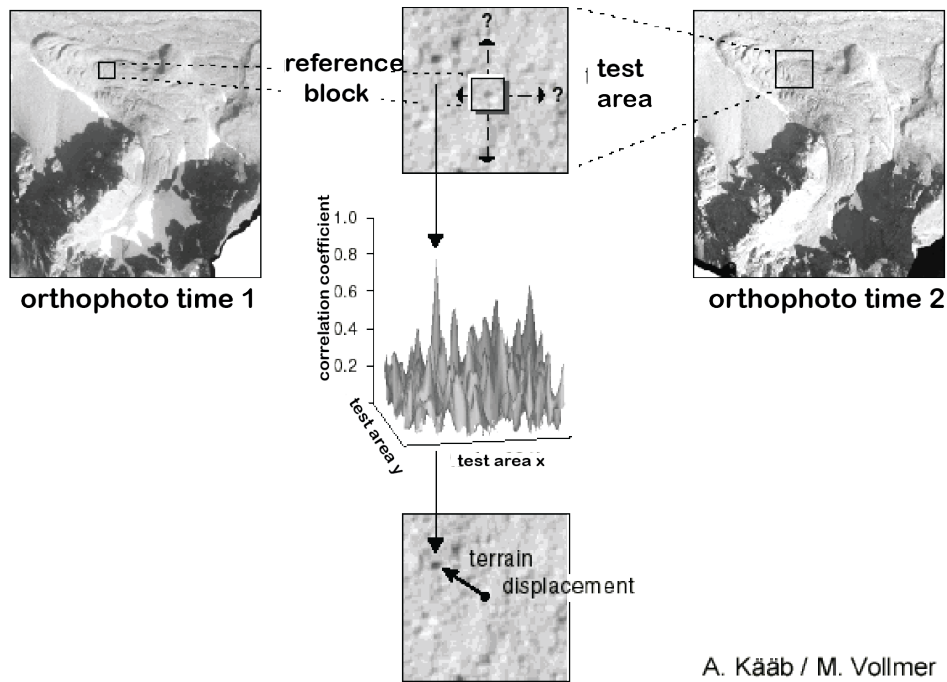 ?
reference
block
?
test
area
orthophoto time 1
orthophoto time 2
correlation coefficient
1.0
0.8
0.6
0.4
0.2
test area y
test area x
terrain
displacement
A. Kääb / M. Vollmer